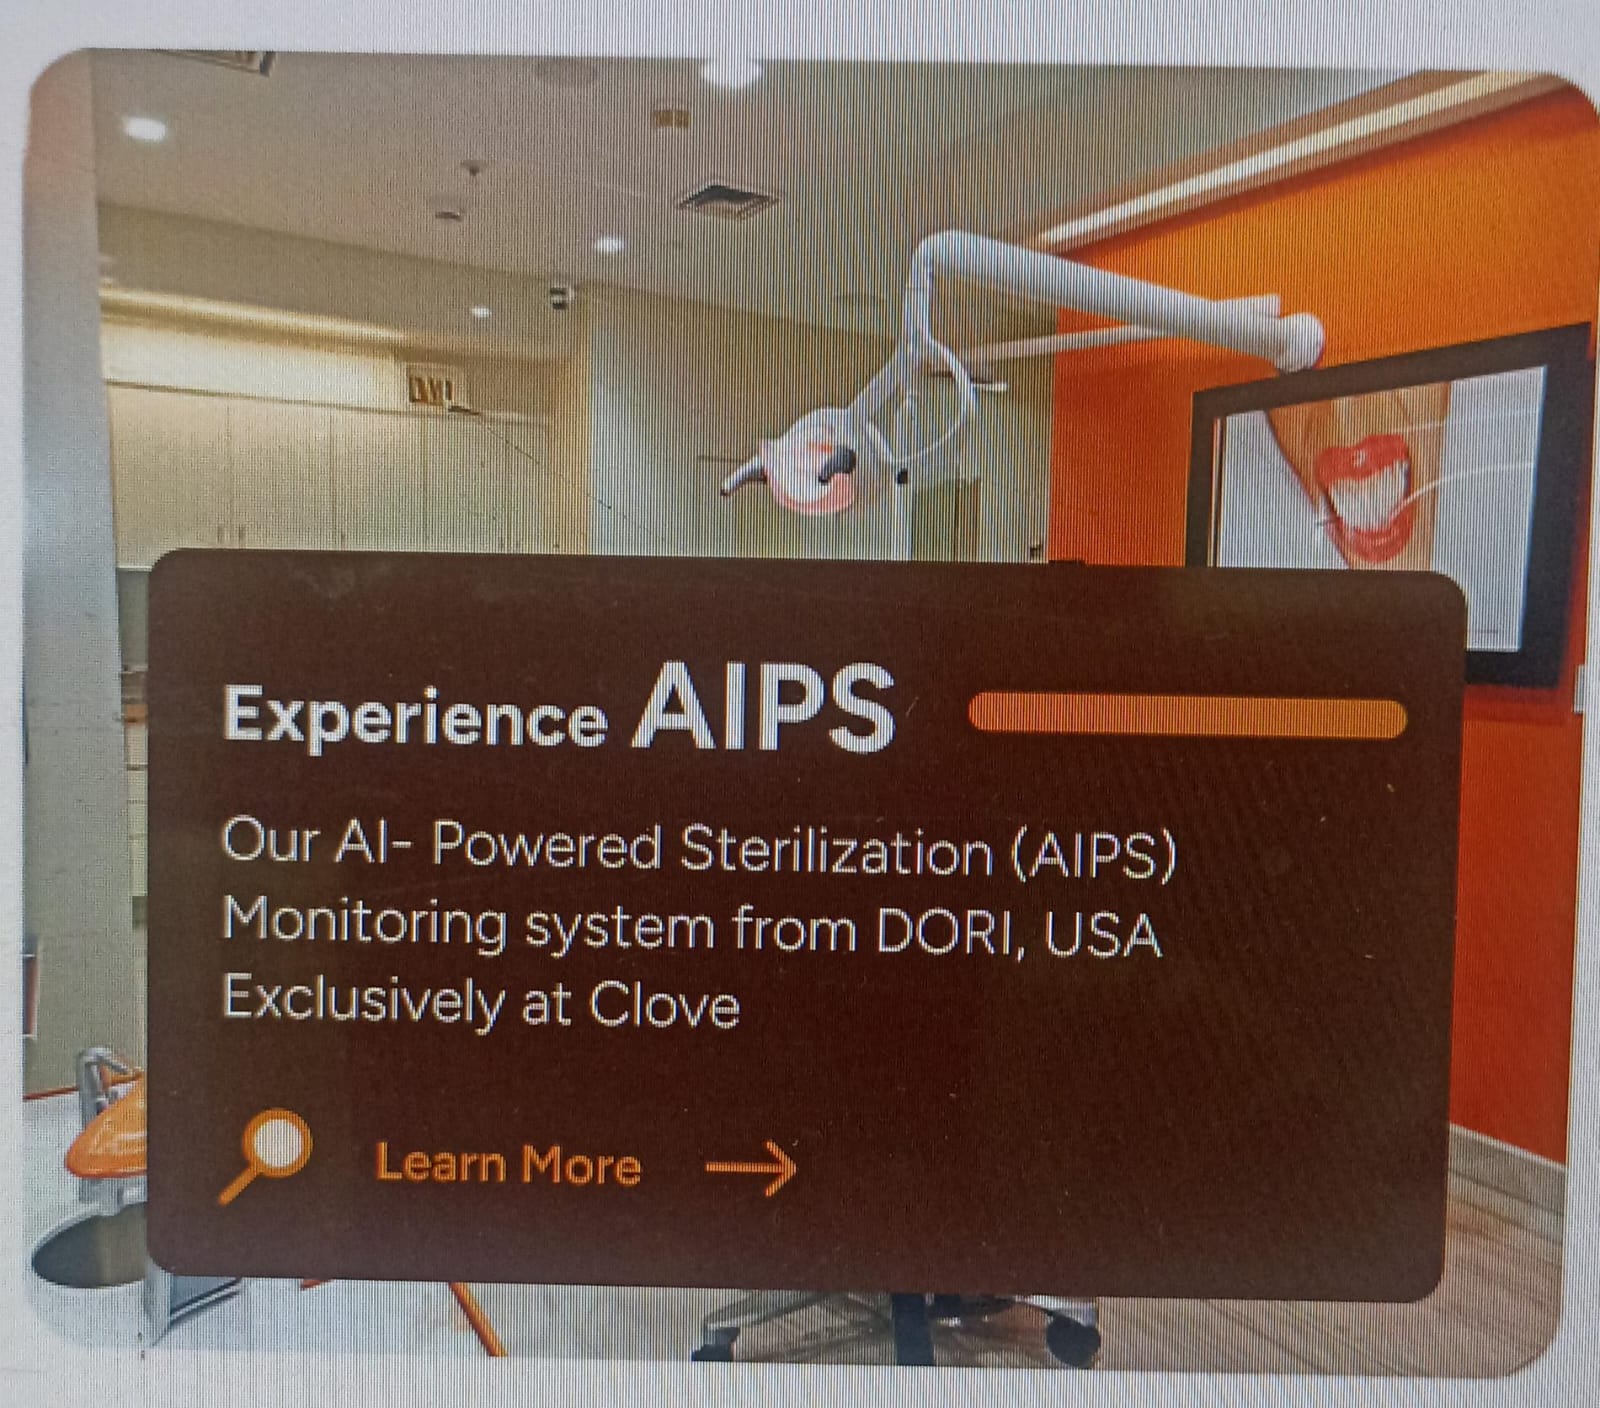 Experience AIPS
Our AI- Powered Sterilization (AIPS)
Monitoring system from DORI, USA
Exclusively at Clove
Learn More